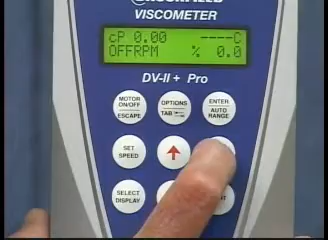 BROOKFIELD
VISCOMETER
cP 0.00 ----C
OFFRPM % 0.0
DV-II + Pro
MOTOR
ON/OFF
ESCAPE
OPTIONS
TAB
ENTER
AUTO
RANGE
SET
SPEED
SELECT
DISPLAY